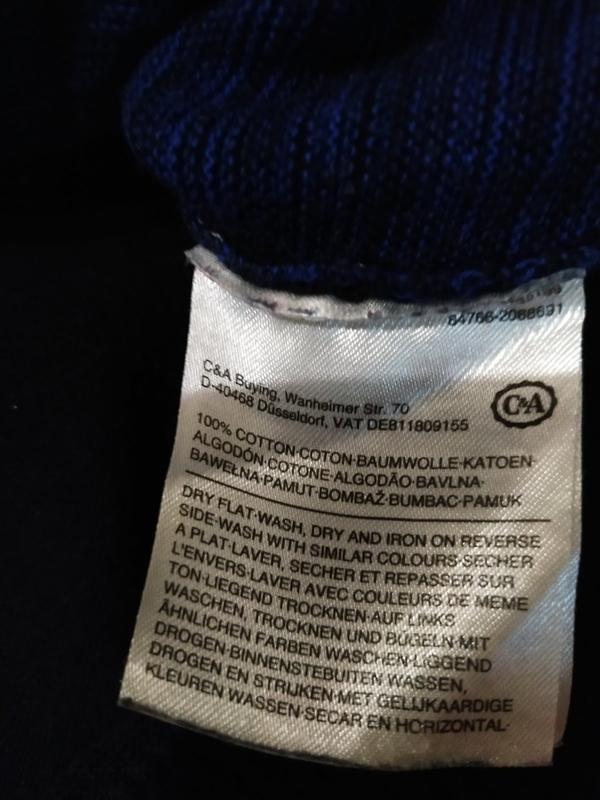 84766-2068691
C&A Buying, Wanheimer Str. 70
D-40468 Düsseldorf, VAT DE811809155
C&A
100% COTTON·COTON·BAUMWOLLE·KATOEN·
ALGODÓN·COTONE·ALGODÃO·BAVLNA·
BAWEŁNA·PAMUT·BOMBAŽ·BUMBAC·PAMUK
DRY FLAT·WASH, DRY AND IRON ON REVERSE
SIDE·WASH WITH SIMILAR COLOURS·SECHER
A PLAT·LAVER, SECHER ET REPASSER SUR
L'ENVERS·LAVER AVEC COULEURS DE MEME
TON·LIEGEND TROCKNEN·AUF LINKS
WASCHEN, TROCKNEN UND BÜGELN·MIT
ÄHNLICHEN FARBEN WASCHEN·LIGGEND
DROGEN·BINNENSTEBUITEN WASSEN,
DROGEN EN STRIJKEN·MET GELIJKAARDIGE
KLEUREN WASSEN·SECAR EN HORIZONTAL·